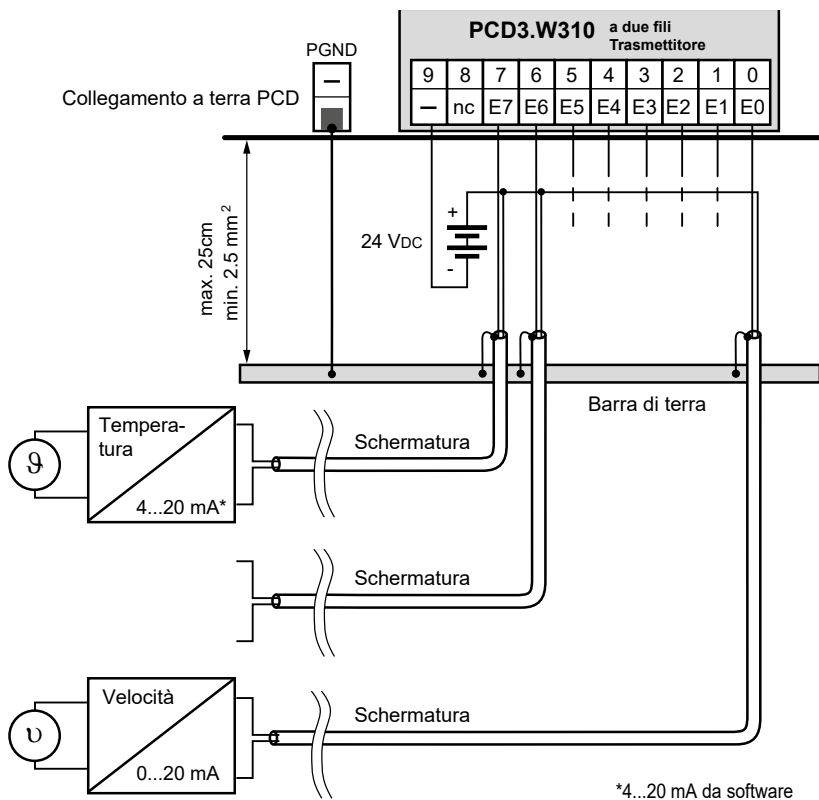 PCD3.W310 a due fili
Trasmettitore
PGND
–
Collegamento a terra PCD
9 8 7 6 5 4 3 2 1 0
– nc E7 E6 E5 E4 E3 E2 E1 E0
max. 25cm
min. 2.5 mm²
+
24 VDC
-
Barra di terra
Tempera-
tura
ϑ
4...20 mA*
Schermatura
Schermatura
Velocità
υ
0...20 mA
Schermatura
*4...20 mA da software